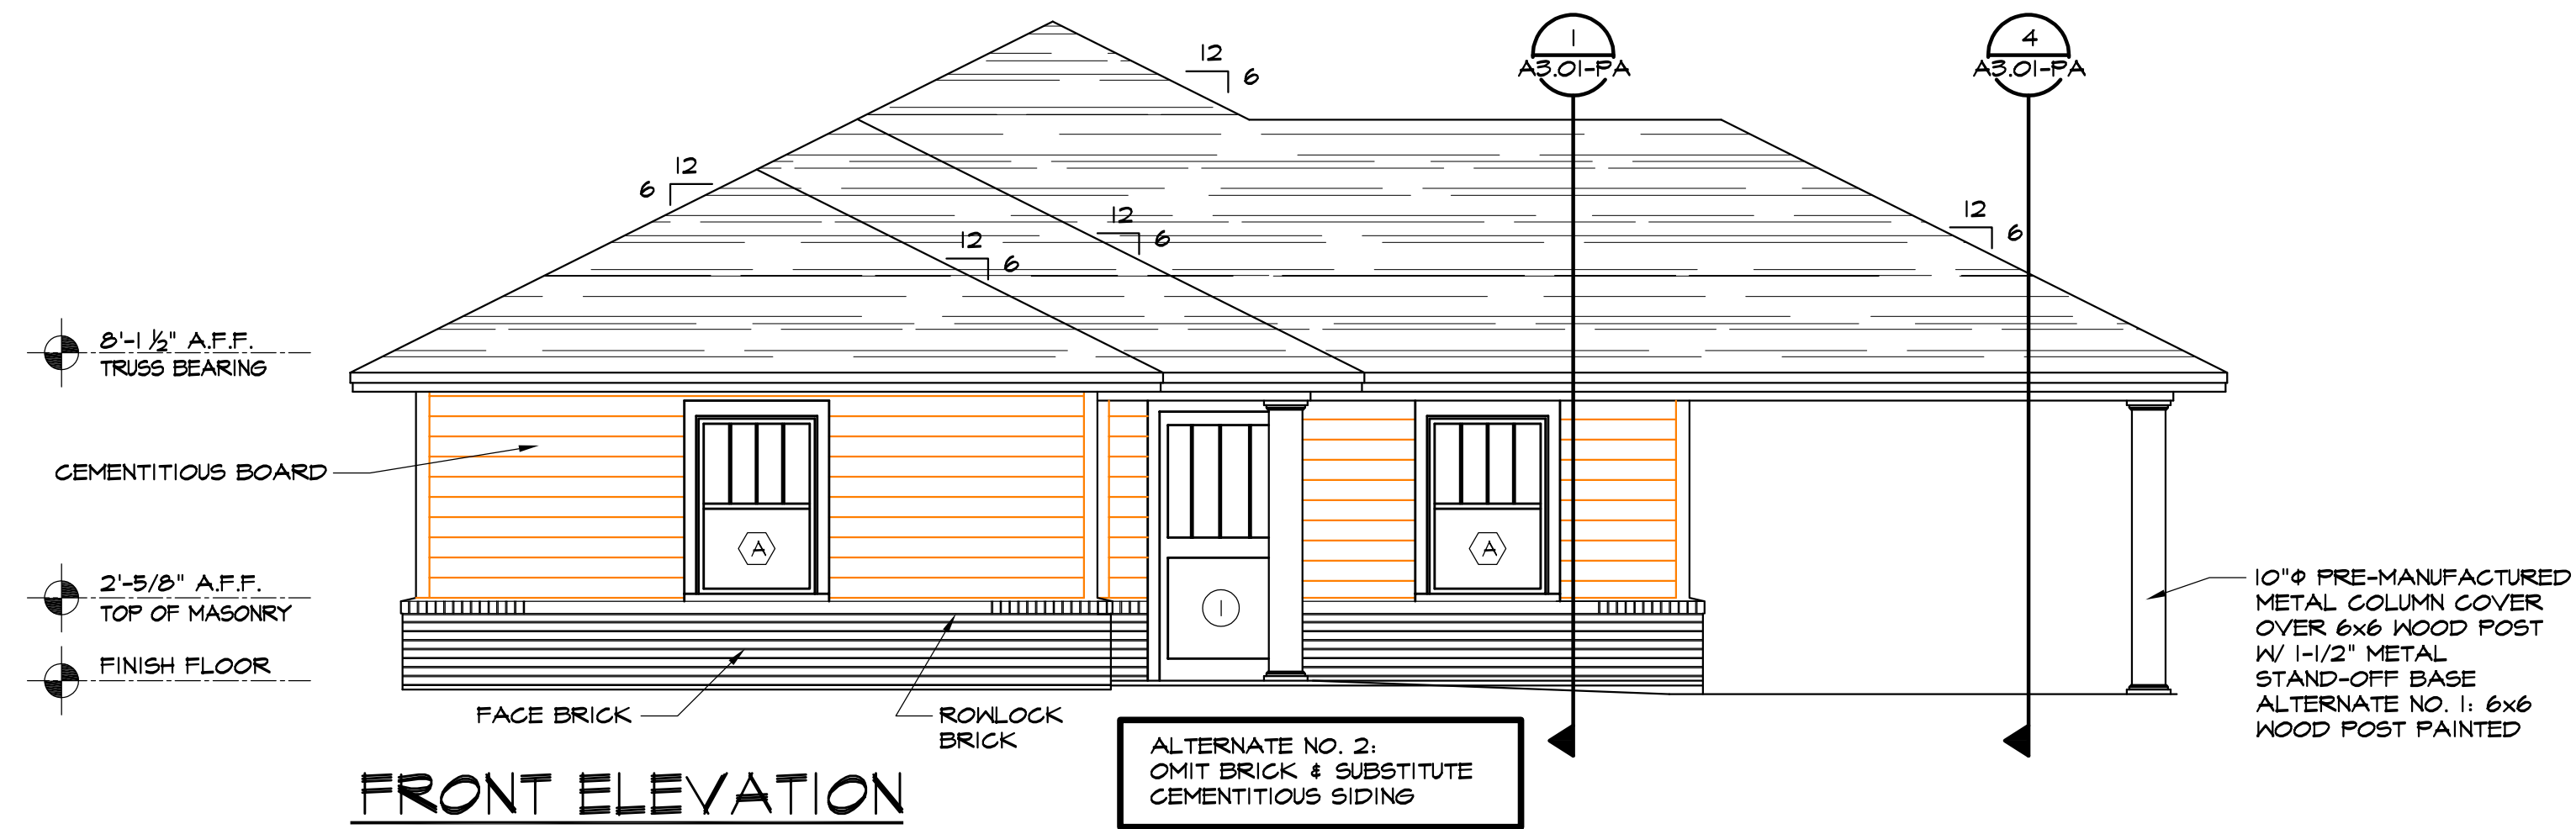 1
A3.01-PA
4
A3.01-PA
12
6
12
6
12
6
12
6
12
6
8'-1 ½" A.F.F.
TRUSS BEARING
CEMENTITIOUS BOARD
A
A
2'-5/8" A.F.F.
TOP OF MASONRY
1
FINISH FLOOR
10"Φ PRE-MANUFACTURED
METAL COLUMN COVER
OVER 6x6 WOOD POST
W/ 1-1/2" METAL
STAND-OFF BASE
ALTERNATE NO. 1: 6x6
WOOD POST PAINTED
FACE BRICK
ROWLOCK
BRICK
ALTERNATE NO. 2:
OMIT BRICK & SUBSTITUTE
CEMENTITIOUS SIDING
FRONT ELEVATION